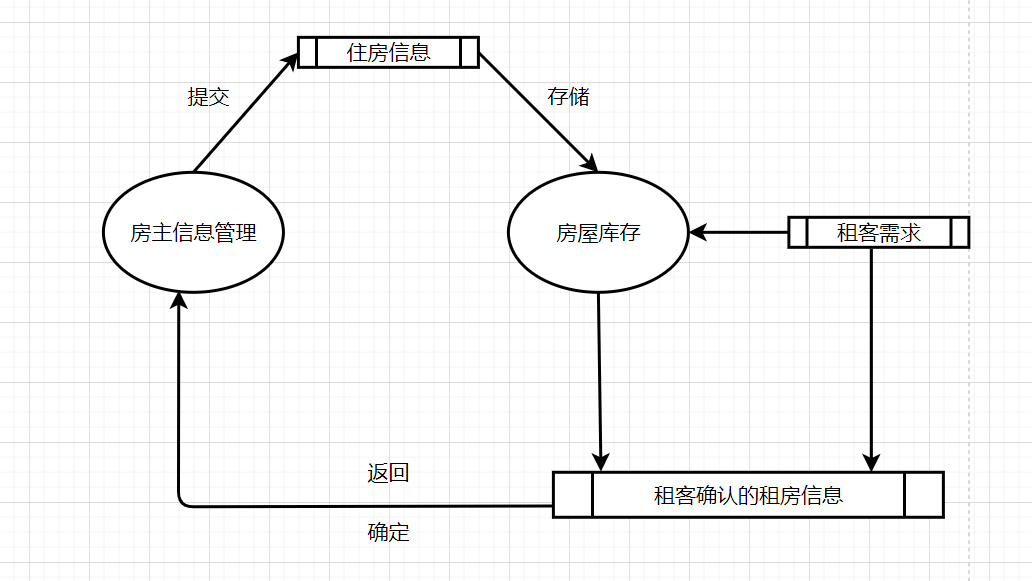 住房信息
提交
存储
房主信息管理
房屋库存
租客需求
返回
租客确认的租房信息
确定